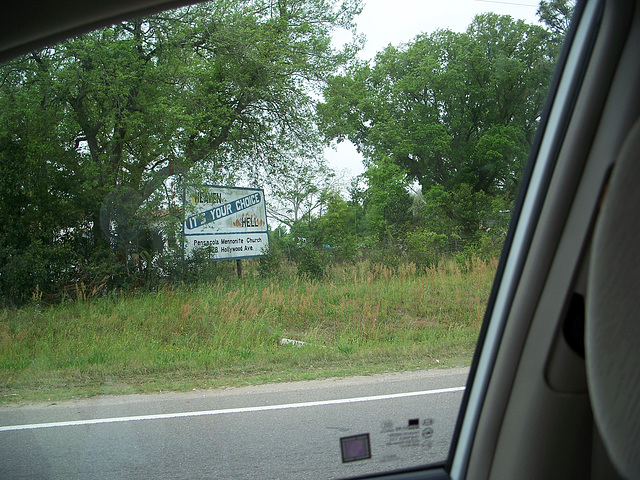 HEAVEN
IT'S YOUR CHOICE
HELL
Pensacola Mennonite Church
Hollywood Ave.